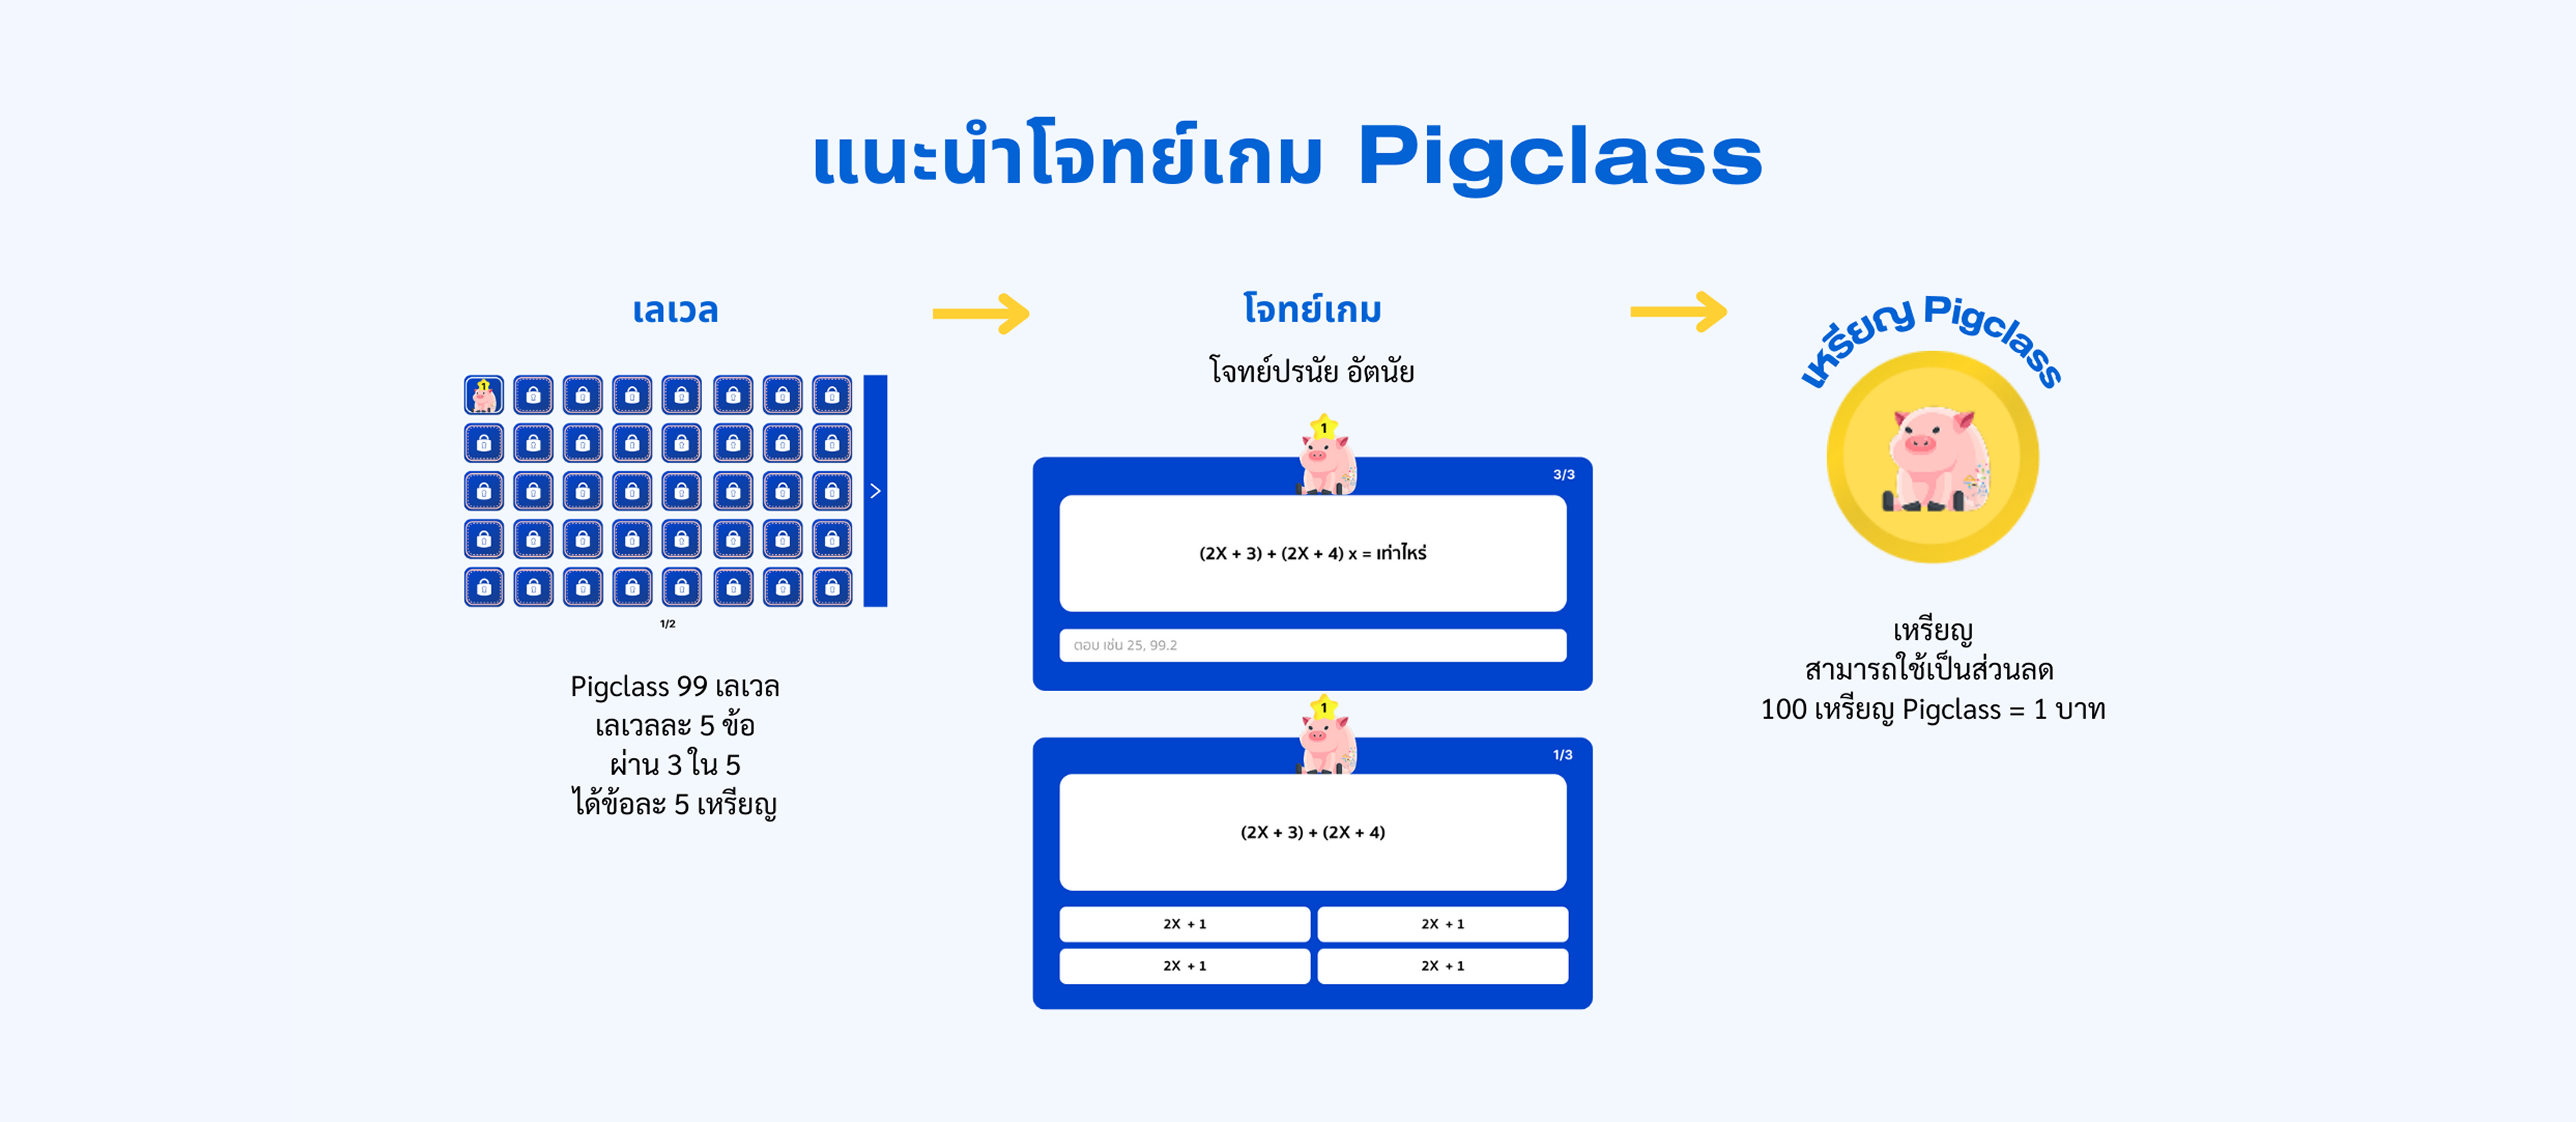 แนะนำโจทย์เกม Pigclass
เลเวล
1
1/2
Pigclass 99 เลเวล
เลเวลละ 5 ข้อ
ผ่าน 3 ใน 5
ได้ข้อละ 5 เหรียญ
โจทย์เกม
โจทย์ปรนัย อัตนัย
1
3/3
(2X + 3) + (2X + 4) x = เท่าไหร่
ตอบ เช่น 25, 99.2
1
1/3
(2X + 3) + (2X + 4)
2X + 1 2X + 1
2X + 1 2X + 1
เหรียญ Pigclass
เหรียญ
สามารถใช้เป็นส่วนลด
100 เหรียญ Pigclass = 1 บาท